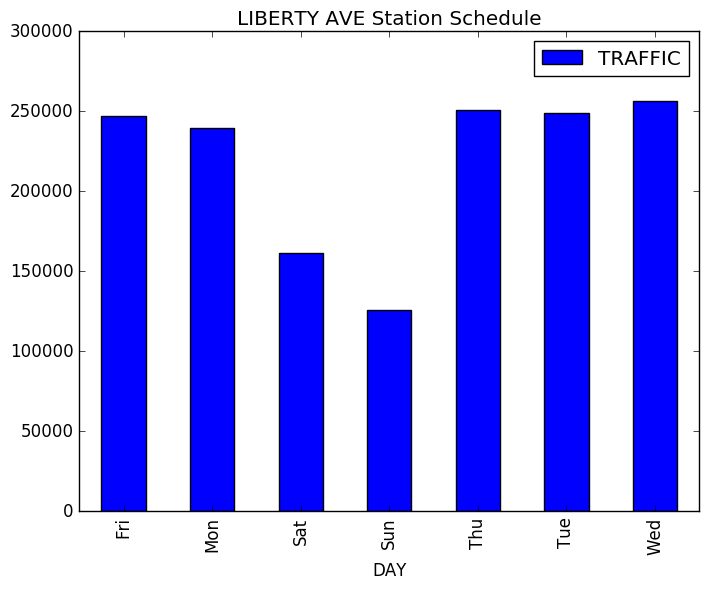 LIBERTY AVE Station Schedule
TRAFFIC
300000
250000
200000
150000
100000
50000
0
Fri
Mon
Sat
Sun
Thu
Tue
Wed
DAY